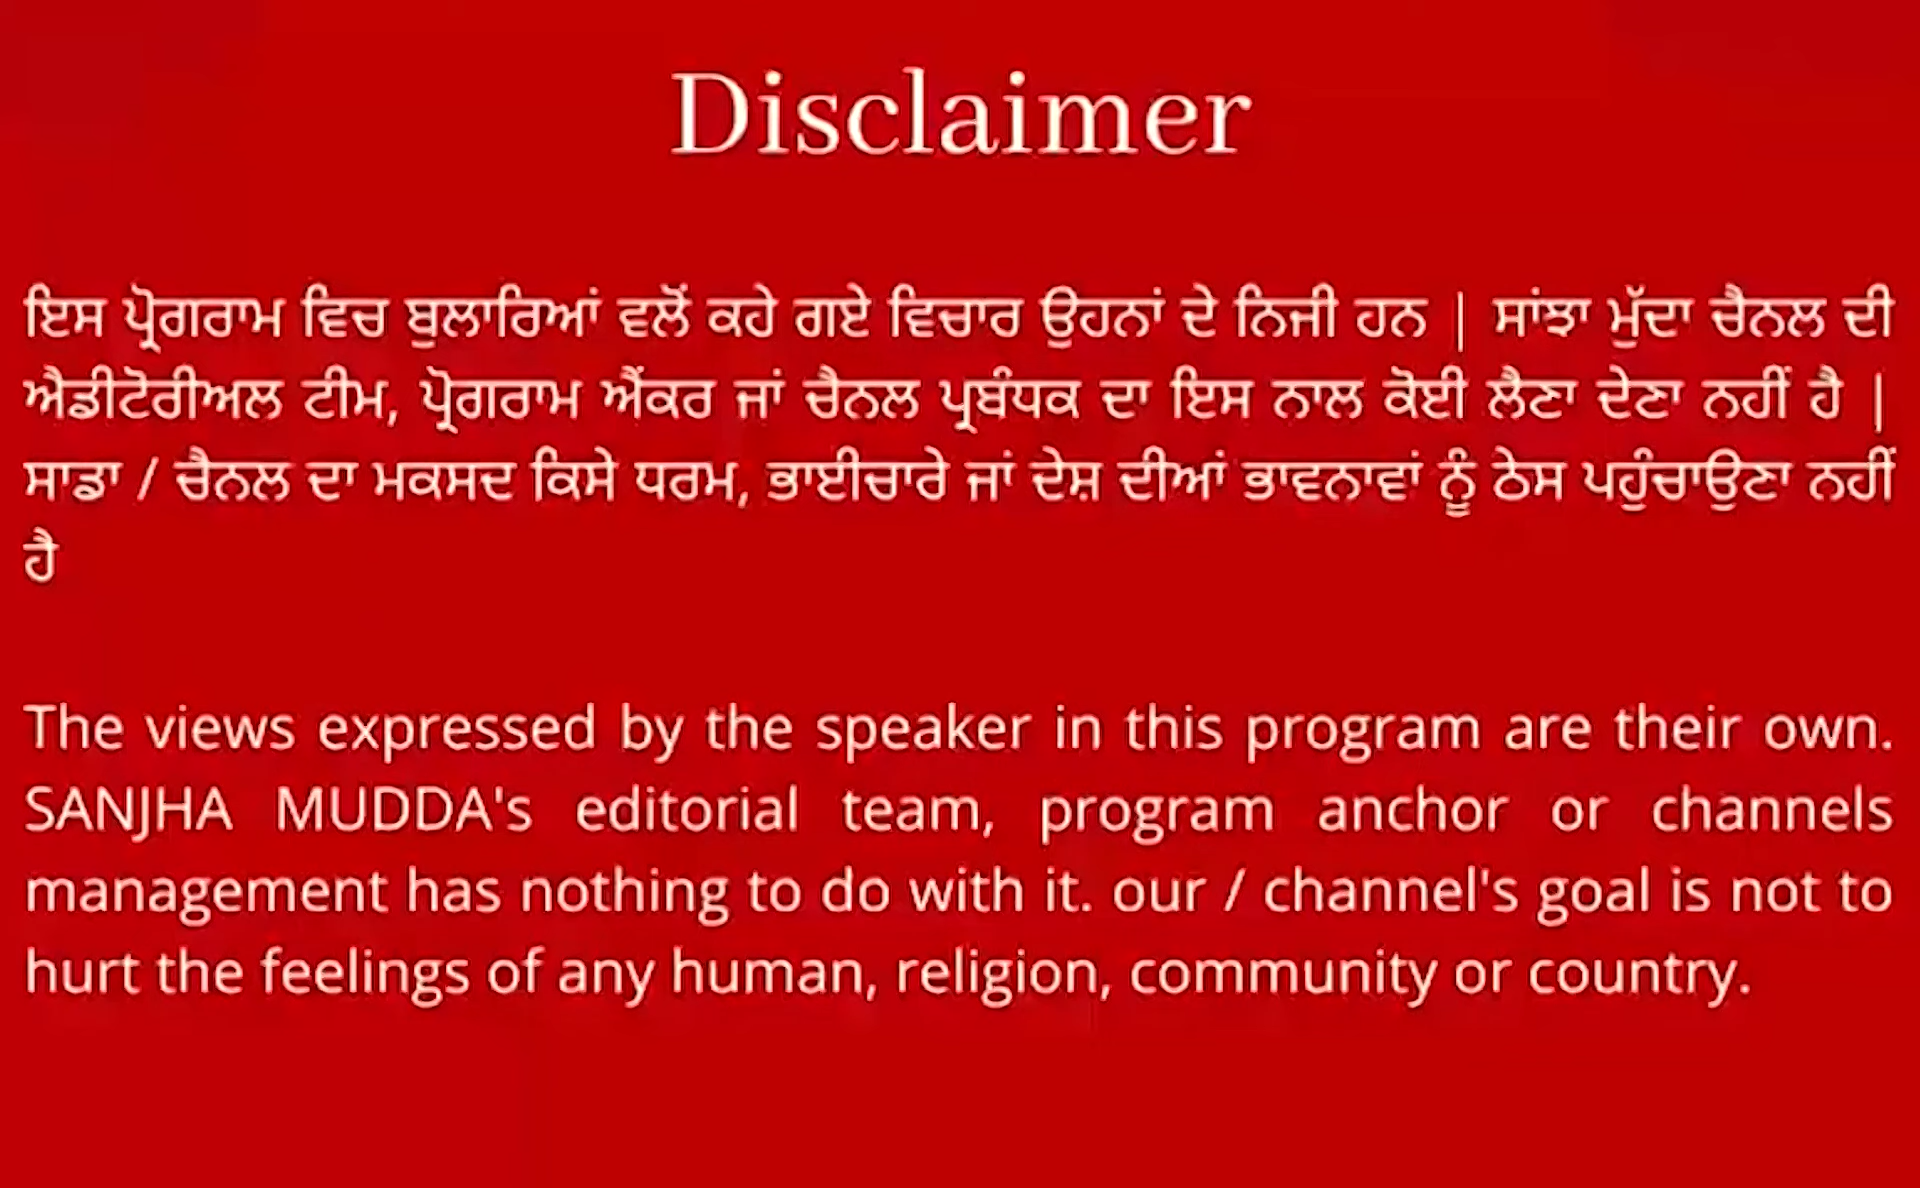 Disclaimer
ਇਸ ਪ੍ਰੋਗਰਾਮ ਵਿਚ ਬੁਲਾਰਿਆਂ ਵਲੋਂ ਕਹੇ ਗਏ ਵਿਚਾਰ ਉਹਨਾਂ ਦੇ ਨਿਜੀ ਹਨ | ਸਾਂਝਾ ਮੁੱਦਾ ਚੈਨਲ ਦੀ
ਐਡੀਟੋਰੀਅਲ ਟੀਮ, ਪ੍ਰੋਗਰਾਮ ਐਂਕਰ ਜਾਂ ਚੈਨਲ ਪ੍ਰਬੰਧਕ ਦਾ ਇਸ ਨਾਲ ਕੋਈ ਲੈਣਾ ਦੇਣਾ ਨਹੀਂ ਹੈ |
ਸਾਡਾ / ਚੈਨਲ ਦਾ ਮਕਸਦ ਕਿਸੇ ਧਰਮ, ਭਾਈਚਾਰੇ ਜਾਂ ਦੇਸ਼ ਦੀਆਂ ਭਾਵਨਾਵਾਂ ਨੂੰ ਠੇਸ ਪਹੁੰਚਾਉਣਾ ਨਹੀਂ
ਹੈ
The views expressed by the speaker in this program are their own.
SANJHA MUDDA's editorial team, program anchor or channels
management has nothing to do with it. our / channel's goal is not to
hurt the feelings of any human, religion, community or country.